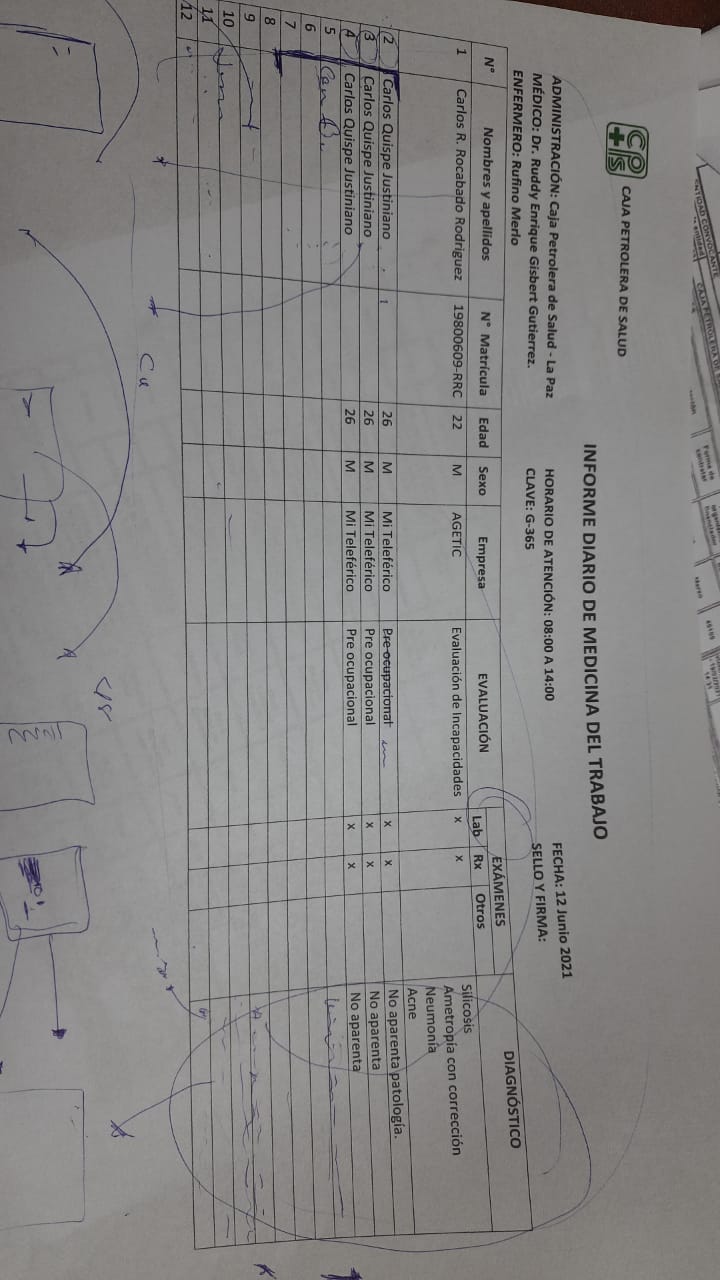 CPS CAJA PETROLERA DE SALUD
INFORME DIARIO DE MEDICINA DEL TRABAJO
ADMINISTRACIÓN: Caja Petrolera de Salud - La Paz HORARIO DE ATENCIÓN: 08:00 A 14:00 FECHA: 12 Junio 2021
MÉDICO: Dr. Ruddy Enrique Gisbert Gutierrez. CLAVE: G-365 SELLO Y FIRMA:
ENFERMERO: Rufino Merlo
N° Nombres y apellidos N° Matrícula Edad Sexo Empresa EVALUACIÓN EXÁMENES DIAGNÓSTICO
Lab Rx Otros
1 Carlos R. Rocabado Rodriguez 19800609-RRC 22 M AGETIC Evaluación de Incapacidades x x Silicosis
Ametropía con corrección
Neumonía
Acne
2 Carlos Quispe Justiniano 26 M Mi Teleférico Pre ocupacional x x No aparenta patología.
3 Carlos Quispe Justiniano 26 M Mi Teleférico Pre ocupacional x x No aparenta
4 Carlos Quispe Justiniano 26 M Mi Teleférico Pre ocupacional x x No aparenta
5
6
7
8
9
10
11
12